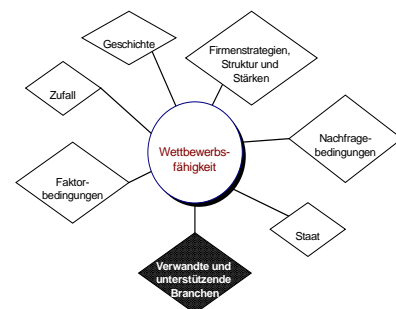 Geschichte
Firmenstrategien,
Struktur und
Stärken
Zufall
Wettbewerbs-
fähigkeit
Nachfrage-
bedingungen
Faktor-
bedingungen
Staat
Verwandte und
unterstützende
Branchen